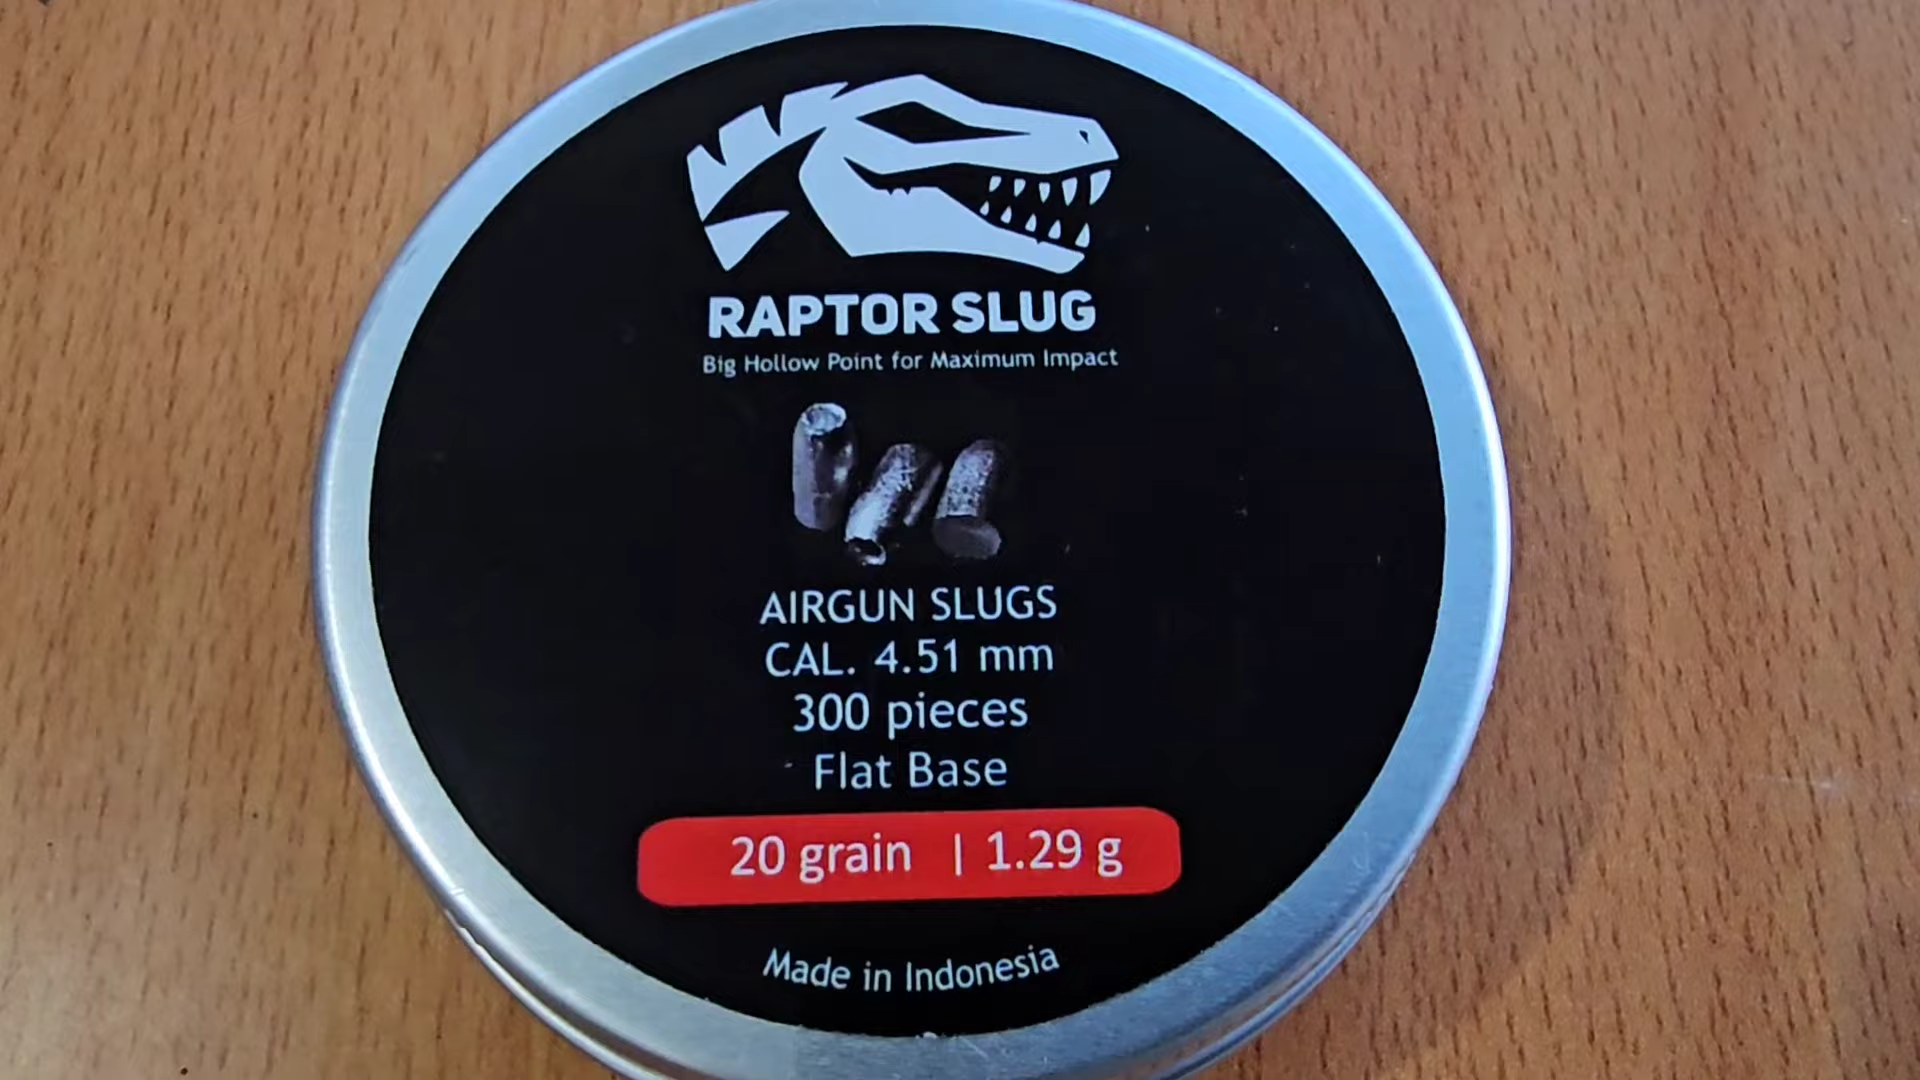 RAPTOR SLUG
Big Hollow Point for Maximum Impact
AIRGUN SLUGS
CAL. 4.51 mm
300 pieces
Flat Base
20 grain | 1.29 g
Made in Indonesia